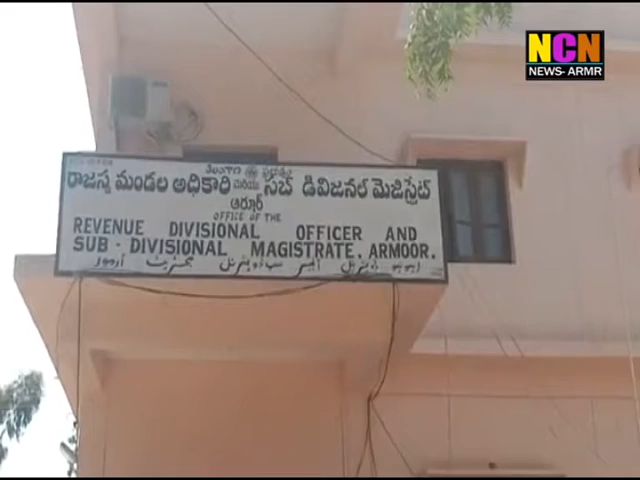 NCN
NEWS-ARMR
తెలంగాణ ప్రభుత్వం
రాజస్వ మండల అధికారి మరియు సబ్ డివిజనల్ మెజిస్ట్రేట్
ఆర్మూర్
OFFICE OF THE
REVENUE DIVISIONAL OFFICER AND
SUB - DIVISIONAL MAGISTRATE. ARMOOR.